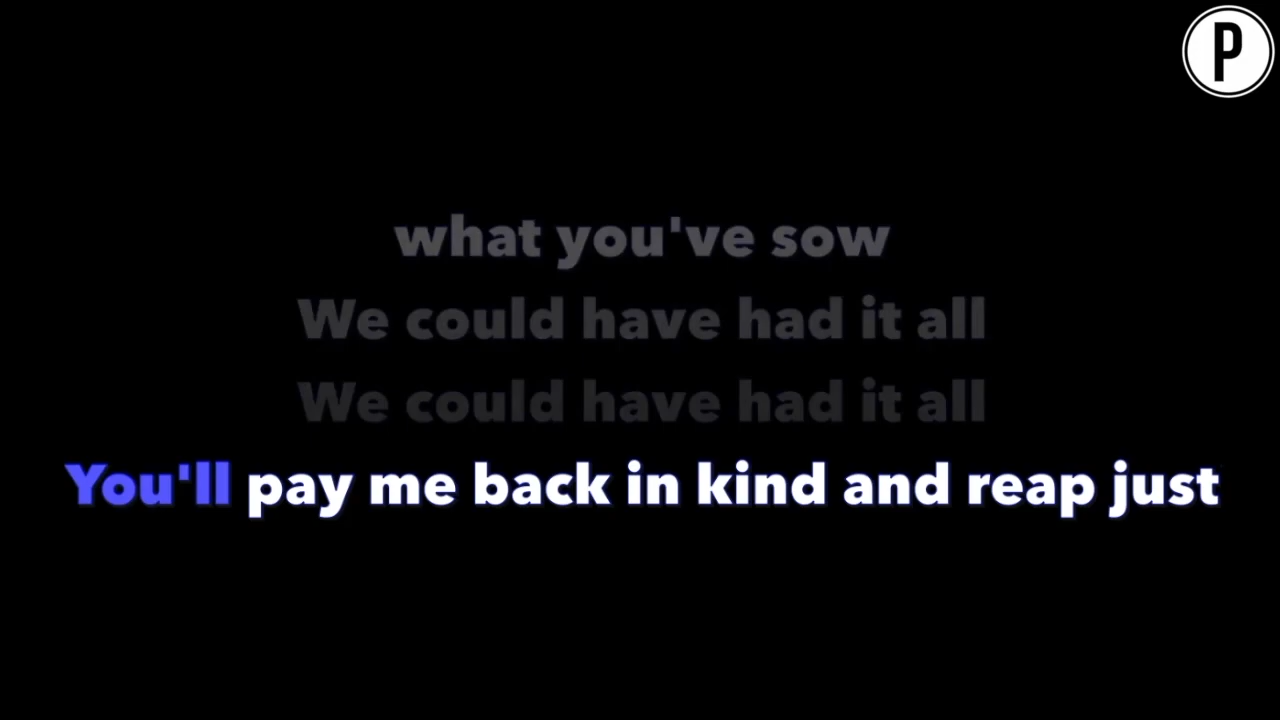 P
what you've sow
We could have had it all
We could have had it all
You'll pay me back in kind and reap just